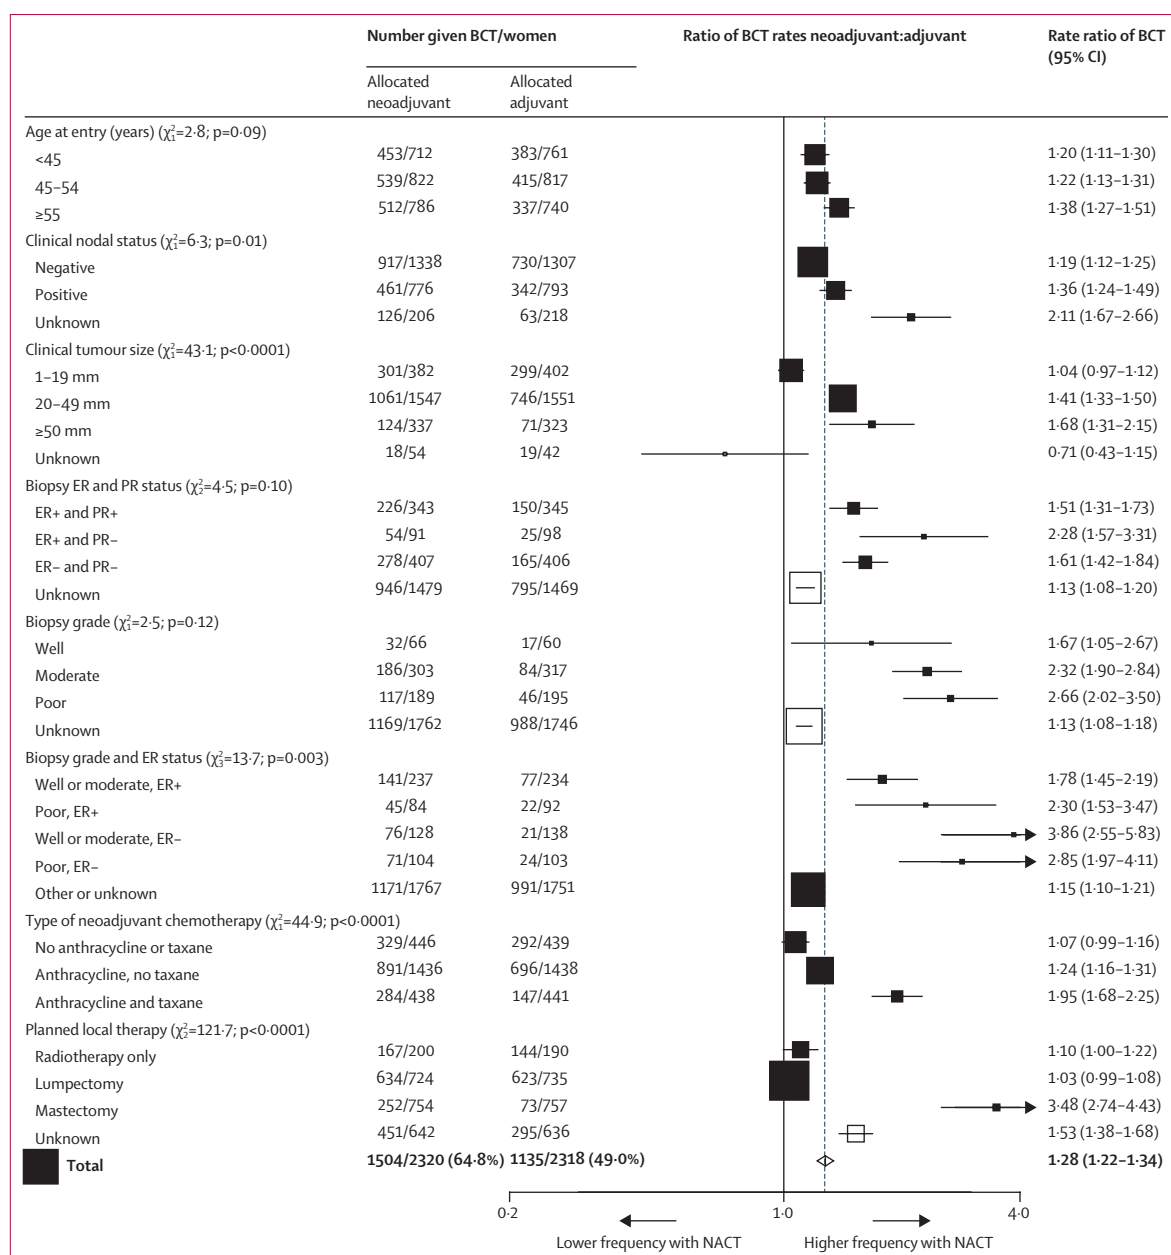 Number given BCT/women Ratio of BCT rates neoadjuvant:adjuvant Rate ratio of BCT
(95% CI)
Allocated neoadjuvant Allocated adjuvant
Age at entry (years) (χ²₁=2·8; p=0·09)
<45 453/712 383/761 1·20 (1·11–1·30)
45–54 539/822 415/817 1·22 (1·13–1·31)
≥55 512/786 337/740 1·38 (1·27–1·51)
Clinical nodal status (χ²₁=6·3; p=0·01)
Negative 917/1338 730/1307 1·19 (1·12–1·25)
Positive 461/776 342/793 1·36 (1·24–1·49)
Unknown 126/206 63/218 2·11 (1·67–2·66)
Clinical tumour size (χ²₁=43·1; p<0·0001)
1–19 mm 301/382 299/402 1·04 (0·97–1·12)
20–49 mm 1061/1547 746/1551 1·41 (1·33–1·50)
≥50 mm 124/337 71/323 1·68 (1·31–2·15)
Unknown 18/54 19/42 0·71 (0·43–1·15)
Biopsy ER and PR status (χ²₂=4·5; p=0·10)
ER+ and PR+ 226/343 150/345 1·51 (1·31–1·73)
ER+ and PR– 54/91 25/98 2·28 (1·57–3·31)
ER– and PR– 278/407 165/406 1·61 (1·42–1·84)
Unknown 946/1479 795/1469 1·13 (1·08–1·20)
Biopsy grade (χ²₁=2·5; p=0·12)
Well 32/66 17/60 1·67 (1·05–2·67)
Moderate 186/303 84/317 2·32 (1·90–2·84)
Poor 117/189 46/195 2·66 (2·02–3·50)
Unknown 1169/1762 988/1746 1·13 (1·08–1·18)
Biopsy grade and ER status (χ²₃=13·7; p=0·003)
Well or moderate, ER+ 141/237 77/234 1·78 (1·45–2·19)
Poor, ER+ 45/84 22/92 2·30 (1·53–3·47)
Well or moderate, ER– 76/128 21/138 3·86 (2·55–5·83)
Poor, ER– 71/104 24/103 2·85 (1·97–4·11)
Other or unknown 1171/1767 991/1751 1·15 (1·10–1·21)
Type of neoadjuvant chemotherapy (χ²₁=44·9; p<0·0001)
No anthracycline or taxane 329/446 292/439 1·07 (0·99–1·16)
Anthracycline, no taxane 891/1436 696/1438 1·24 (1·16–1·31)
Anthracycline and taxane 284/438 147/441 1·95 (1·68–2·25)
Planned local therapy (χ²₂=121·7; p<0·0001)
Radiotherapy only 167/200 144/190 1·10 (1·00–1·22)
Lumpectomy 634/724 623/735 1·03 (0·99–1·08)
Mastectomy 252/754 73/757 3·48 (2·74–4·43)
Unknown 451/642 295/636 1·53 (1·38–1·68)
Total 1504/2320 (64·8%) 1135/2318 (49·0%) 1·28 (1·22–1·34)
0·2 1·0 4·0
Lower frequency with NACT Higher frequency with NACT